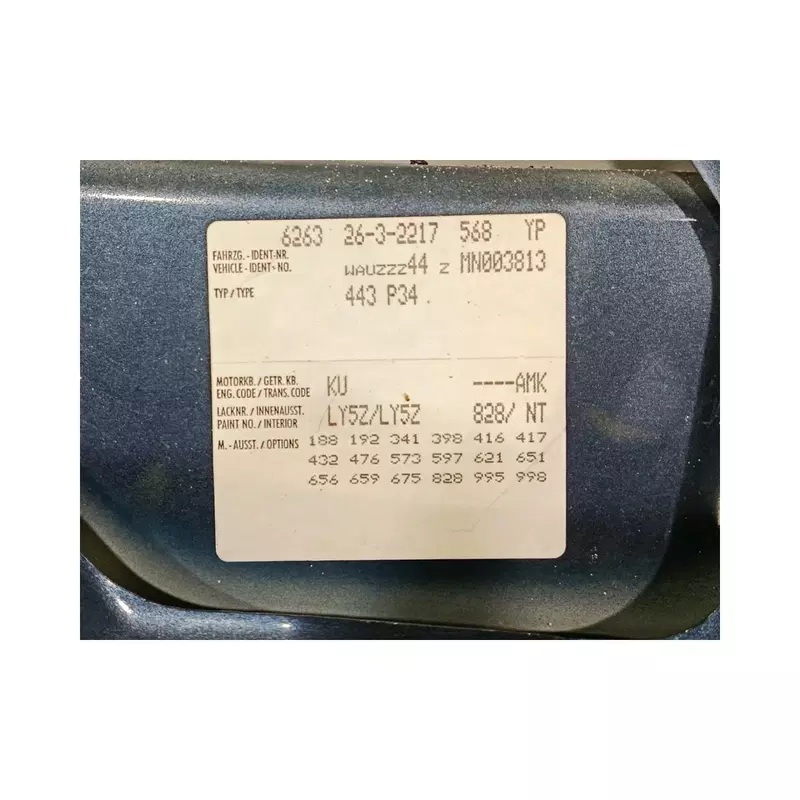 6263 26-3-2217 568 YP
FAHRZG.-IDENT-NR.
VEHICLE-IDENT-NO. WAUZZZ44 Z MN003813
TYP/TYPE 443 P34
MOTORKB./GETR.KB.
ENG.CODE/TRANS.CODE KU ----AMK
LACKNR./INNENAUSST.
PAINT NO./INTERIOR LY5Z/LY5Z 828/ NT
M.-AUSST./OPTIONS 188 192 341 398 416 417
432 476 573 597 621 651
656 659 675 828 995 998